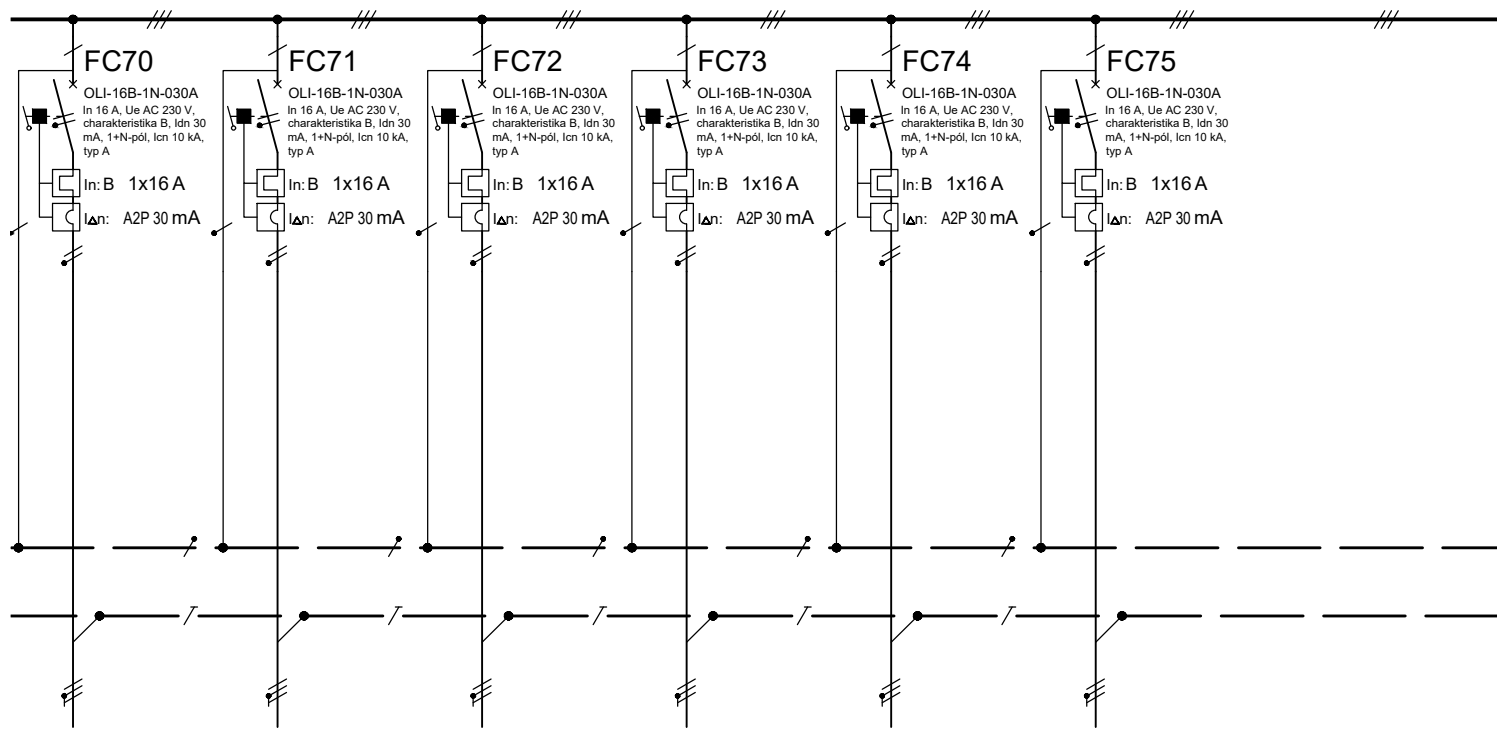 FC70
OLI-16B-1N-030A
In 16 A, Ue AC 230 V,
charakteristika B, Idn 30
mA, 1+N-pól, Icn 10 kA,
typ A
In: B 1x16 A
IΔn: A2P 30 mA
FC71
OLI-16B-1N-030A
In 16 A, Ue AC 230 V,
charakteristika B, Idn 30
mA, 1+N-pól, Icn 10 kA,
typ A
In: B 1x16 A
IΔn: A2P 30 mA
FC72
OLI-16B-1N-030A
In 16 A, Ue AC 230 V,
charakteristika B, Idn 30
mA, 1+N-pól, Icn 10 kA,
typ A
In: B 1x16 A
IΔn: A2P 30 mA
FC73
OLI-16B-1N-030A
In 16 A, Ue AC 230 V,
charakteristika B, Idn 30
mA, 1+N-pól, Icn 10 kA,
typ A
In: B 1x16 A
IΔn: A2P 30 mA
FC74
OLI-16B-1N-030A
In 16 A, Ue AC 230 V,
charakteristika B, Idn 30
mA, 1+N-pól, Icn 10 kA,
typ A
In: B 1x16 A
IΔn: A2P 30 mA
FC75
OLI-16B-1N-030A
In 16 A, Ue AC 230 V,
charakteristika B, Idn 30
mA, 1+N-pól, Icn 10 kA,
typ A
In: B 1x16 A
IΔn: A2P 30 mA